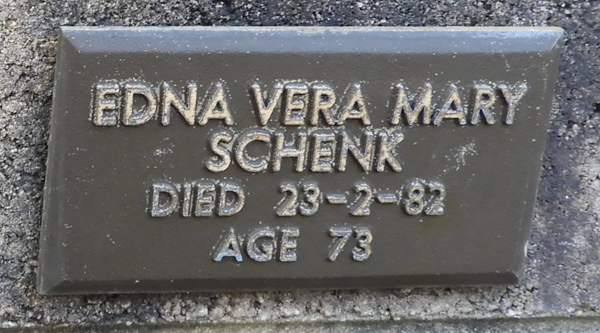 EDNA VERA MARY
SCHENK
DIED 23-2-82
AGE 73